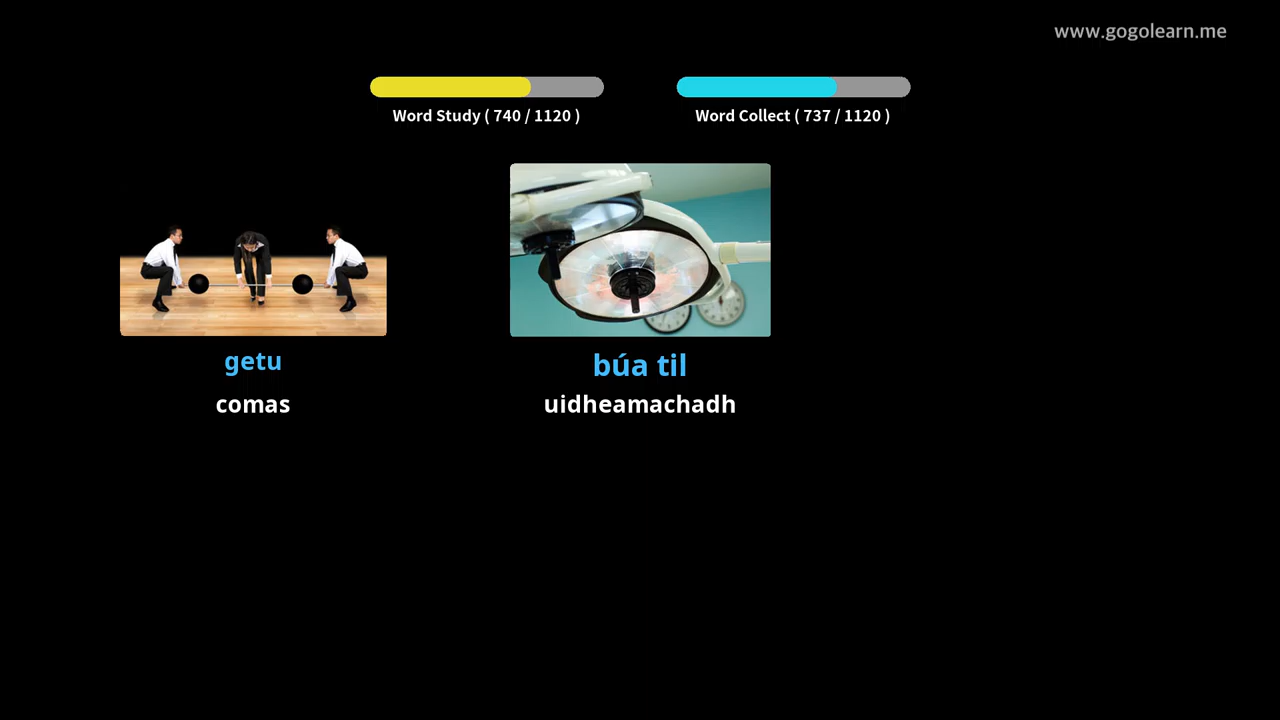 www.gogolearn.me
Word Study ( 740 / 1120 )
Word Collect ( 737 / 1120 )
getu
comas
búa til
uidheamachadh